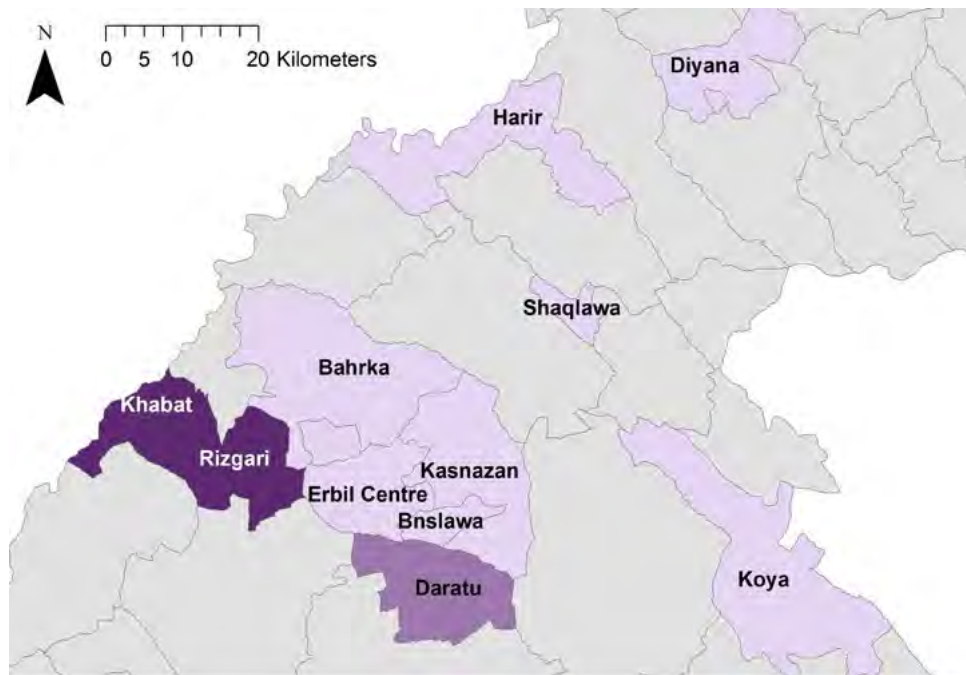 N
0 5 10 20 Kilometers
Diyana
Harir
Shaqlawa
Bahrka
Khabat
Rizgari
Kasnazan
Erbil Centre
Bnslawa
Daratu
Koya